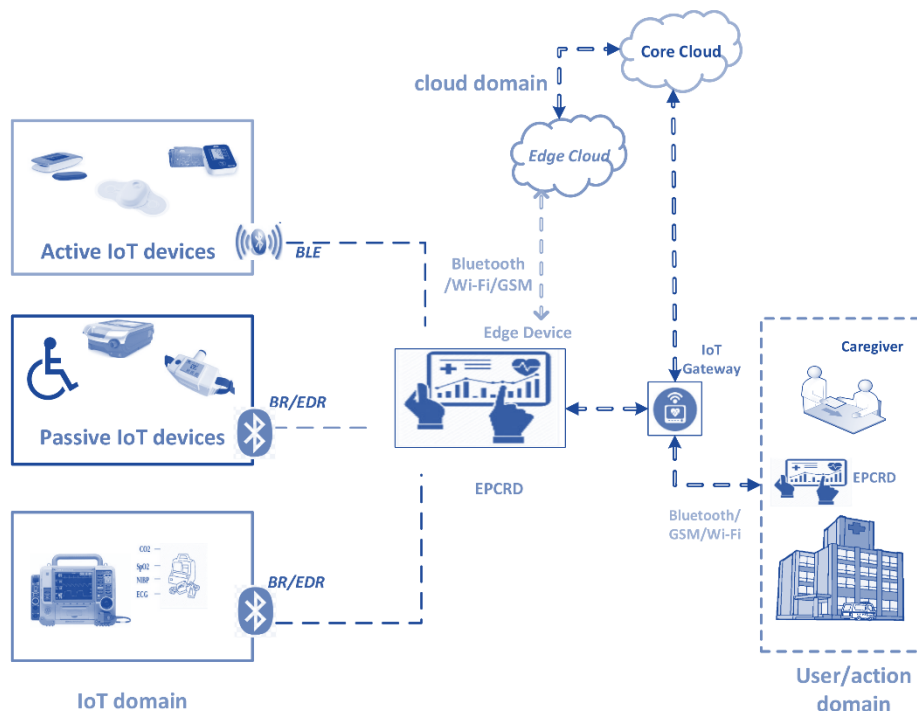 Core Cloud
cloud domain
Edge Cloud
Active IoT devices
BLE
Bluetooth
/Wi-Fi/GSM
Edge Device
Passive IoT devices
BR/EDR
EPCRD
IoT
Gateway
Bluetooth/
GSM/Wi-Fi
Caregiver
EPCRD
CO2
SpO2
NIBP
ECG
BR/EDR
IoT domain
User/action
domain